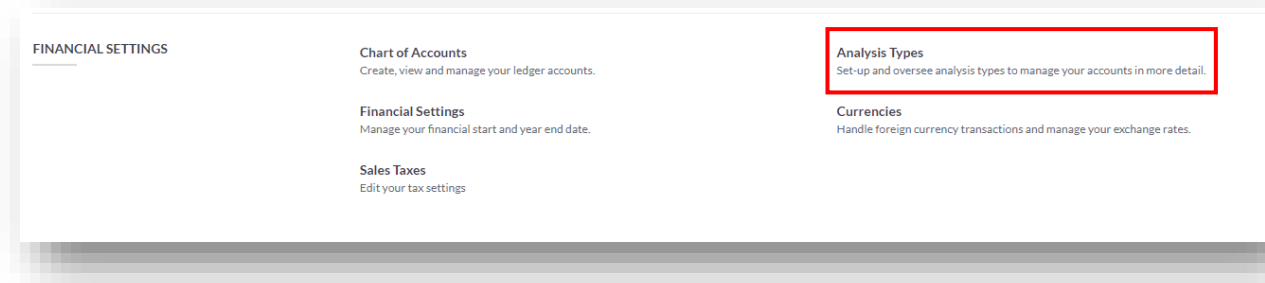 FINANCIAL SETTINGS
Chart of Accounts
Create, view and manage your ledger accounts.
Analysis Types
Set-up and oversee analysis types to manage your accounts in more detail.
Financial Settings
Manage your financial start and year end date.
Currencies
Handle foreign currency transactions and manage your exchange rates.
Sales Taxes
Edit your tax settings